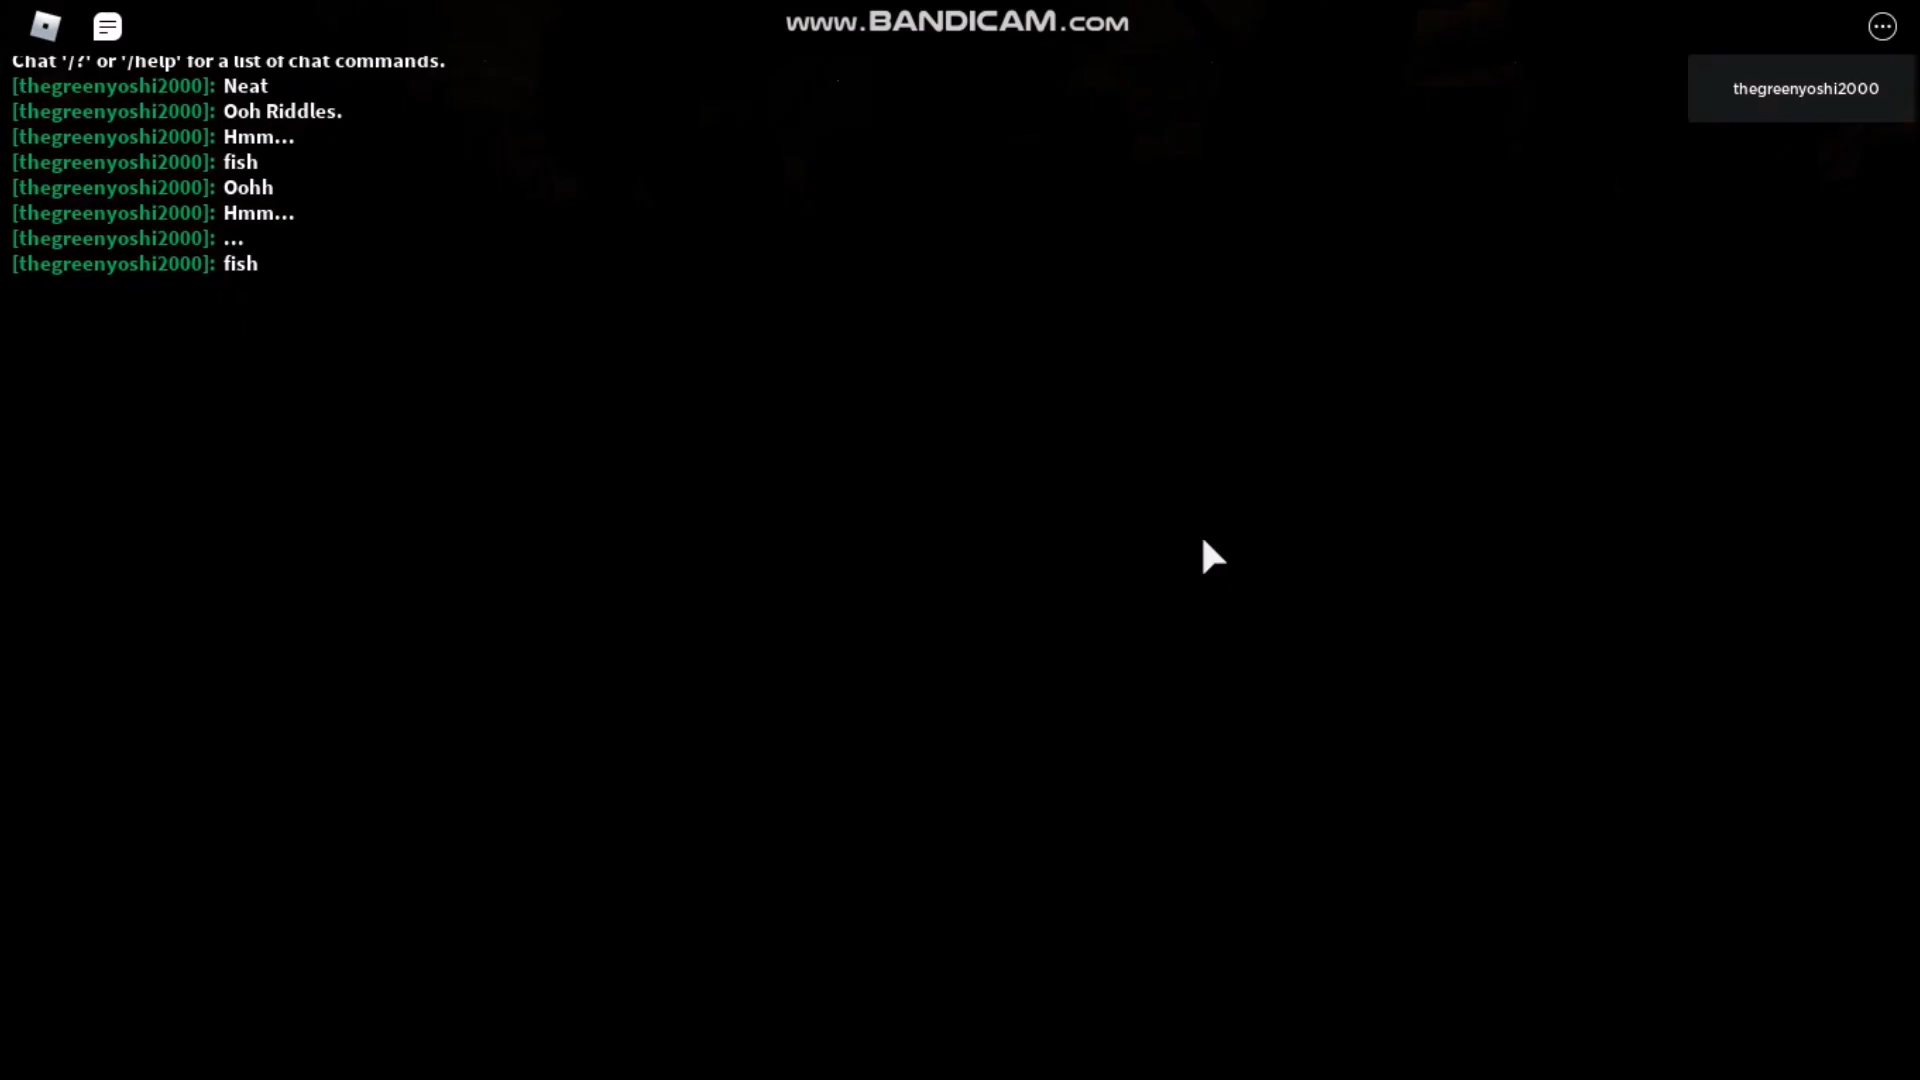 www.BANDICAM.COM
Chat '/?' or '/help' for a list of chat commands.
thegreenyoshi2000
[thegreenyoshi2000]: Neat
[thegreenyoshi2000]: Ooh Riddles.
[thegreenyoshi2000]: Hmm...
[thegreenyoshi2000]: fish
[thegreenyoshi2000]: Oohh
[thegreenyoshi2000]: Hmm...
[thegreenyoshi2000]: ...
[thegreenyoshi2000]: fish